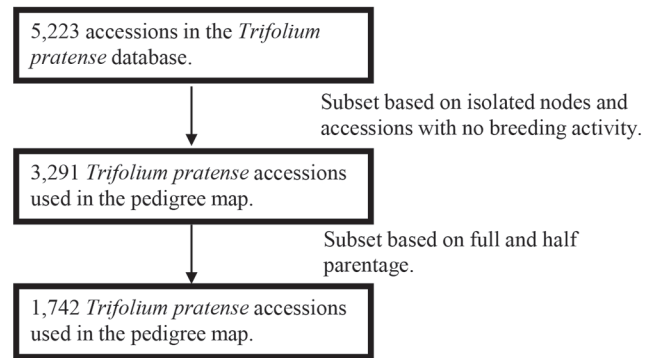 5,223 accessions in the Trifolium
pratense database.
Subset based on isolated nodes and
accessions with no breeding activity.
3,291 Trifolium pratense accessions
used in the pedigree map.
Subset based on full and half
parentage.
1,742 Trifolium pratense accessions
used in the pedigree map.